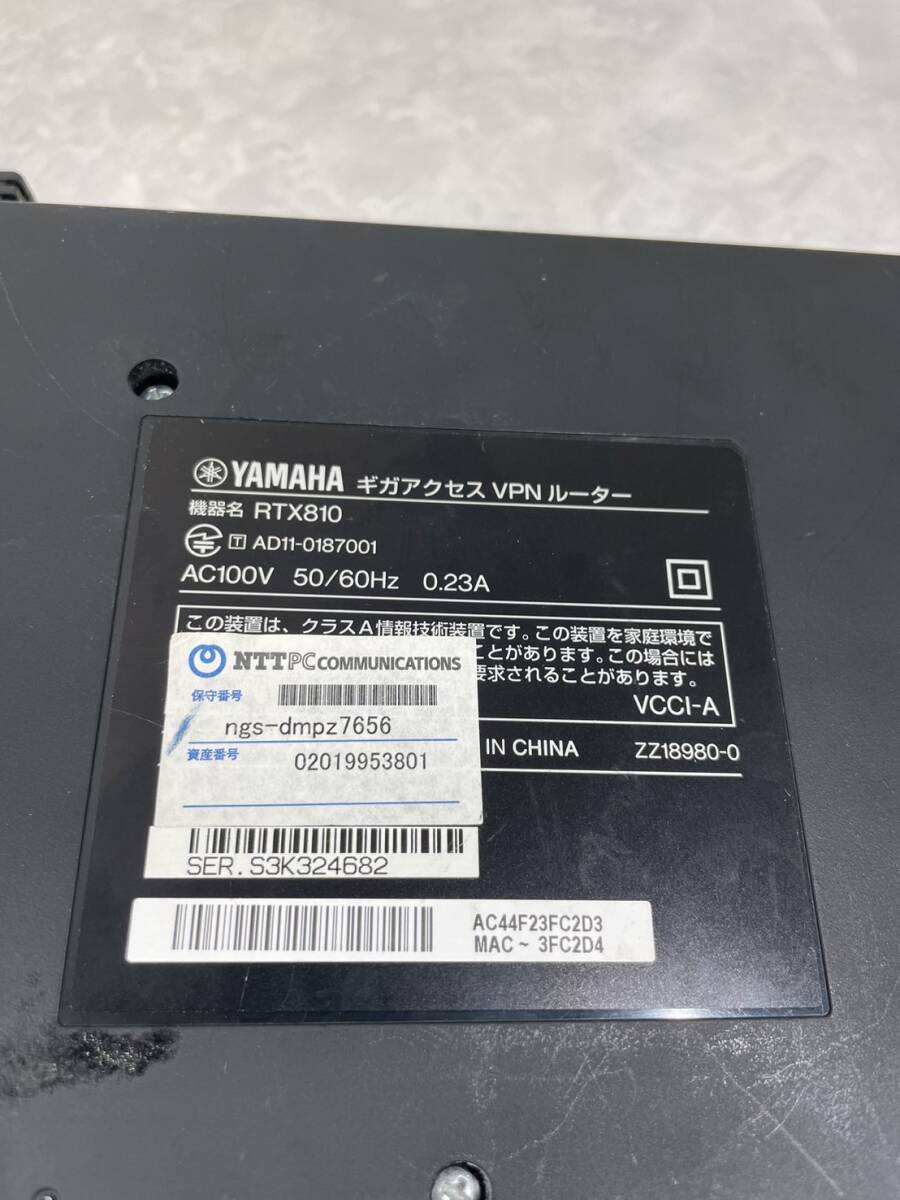 YAMAHA ギガアクセス VPN ルーター
機器名 RTX810
T AD11-0187001
AC100V 50/60Hz 0.23A
この装置は、クラスA情報技術装置です。この装置を家庭環境で
ことがあります。この場合には
要求されることがあります。
VCCI-A
IN CHINA ZZ18980-0
NTTPC COMMUNICATIONS
保守番号
ngs-dmpz7656
資産番号
02019953801
SER. S3K324682
AC44F23FC2D3
MAC ~ 3FC2D4